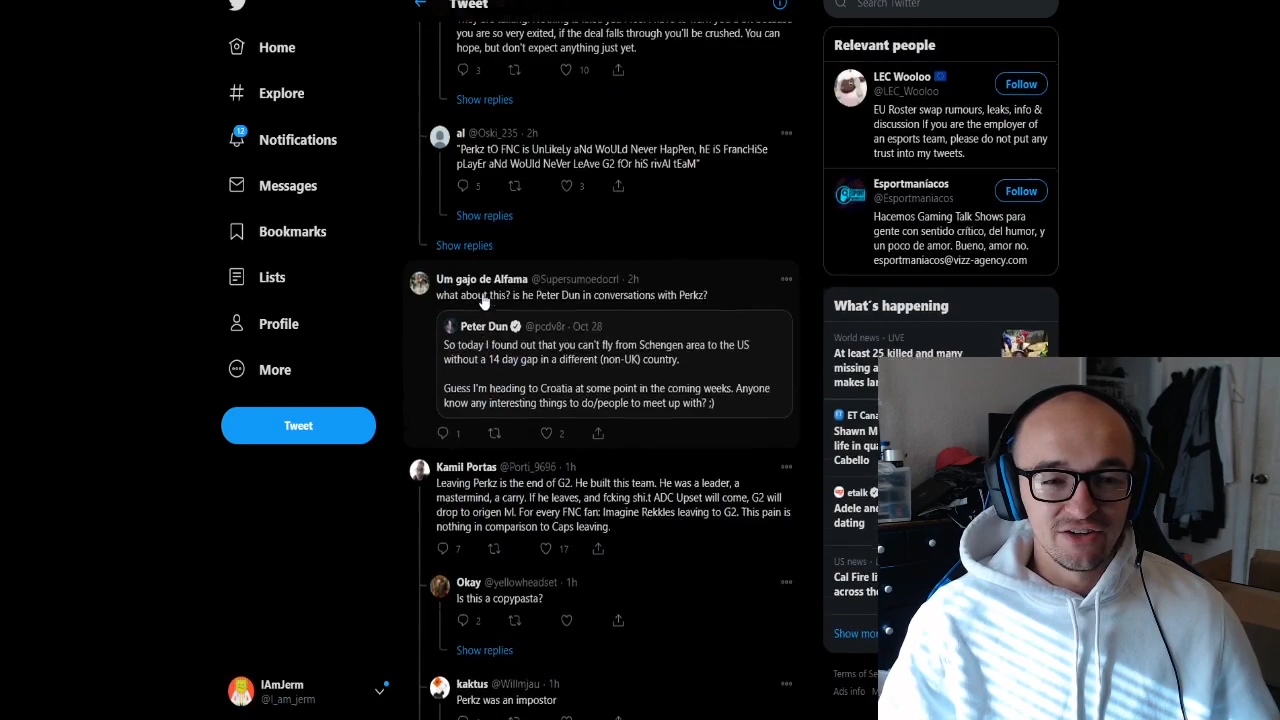 Tweet
Search Twitter
Home
Explore
12
Notifications
Messages
Bookmarks
Lists
Profile
More
Tweet
IAmJerm
@I_am_jerm
you are so very exited, if the deal falls through you'll be crushed. You can
hope, but don't expect anything just yet.
3 10
Show replies
al @Oski_235 · 2h
"Perkz tO FNC is UnLikeLy aNd WoULd Never HapPen, hE iS FrancHiSe
pLayEr aNd WoUld NeVer LeAve G2 fOr hiS rivAl tEaM"
5 3
Show replies
Show replies
Um gajo de Alfama @Supersumoedocrl · 2h
what about this? is he Peter Dun in conversations with Perkz?
Peter Dun @pcdv8r · Oct 28
So today I found out that you can't fly from Schengen area to the US
without a 14 day gap in a different (non-UK) country.
Guess I'm heading to Croatia at some point in the coming weeks. Anyone
know any interesting things to do/people to meet up with? ;)
1 2
Kamil Portas @Porti_9696 · 1h
Leaving Perkz is the end of G2. He built this team. He was a leader, a
mastermind, a carry. If he leaves, and fcking shi.t ADC Upset will come, G2 will
drop to origen lvl. For every FNC fan: Imagine Rekkles leaving to G2. This pain is
nothing in comparison to Caps leaving.
7 17
Okay @yellowheadset · 1h
Is this a copypasta?
2
Show replies
kaktus @Willmjau · 1h
Perkz was an impostor
Relevant people
LEC Wooloo
@LEC_Wooloo
Follow
EU Roster swap rumours, leaks, info &
discussion If you are the employer of
an esports team, please do not put any
trust into my tweets.
Esportmaníacos
@Esportmaniacos
Follow
Hacemos Gaming Talk Shows para
gente con sentido crítico, del humor, y
un poco de amor. Bueno, amor no.
esportmaniacos@vizz-agency.com
What's happening
World news · LIVE
At least 25 killed and many
missing a
makes lar
ET Cana
Shawn M
life in qua
Cabello
etalk
Adele and
dating
US news
Cal Fire li
across the
Show mor
Terms of Se
Ads info M